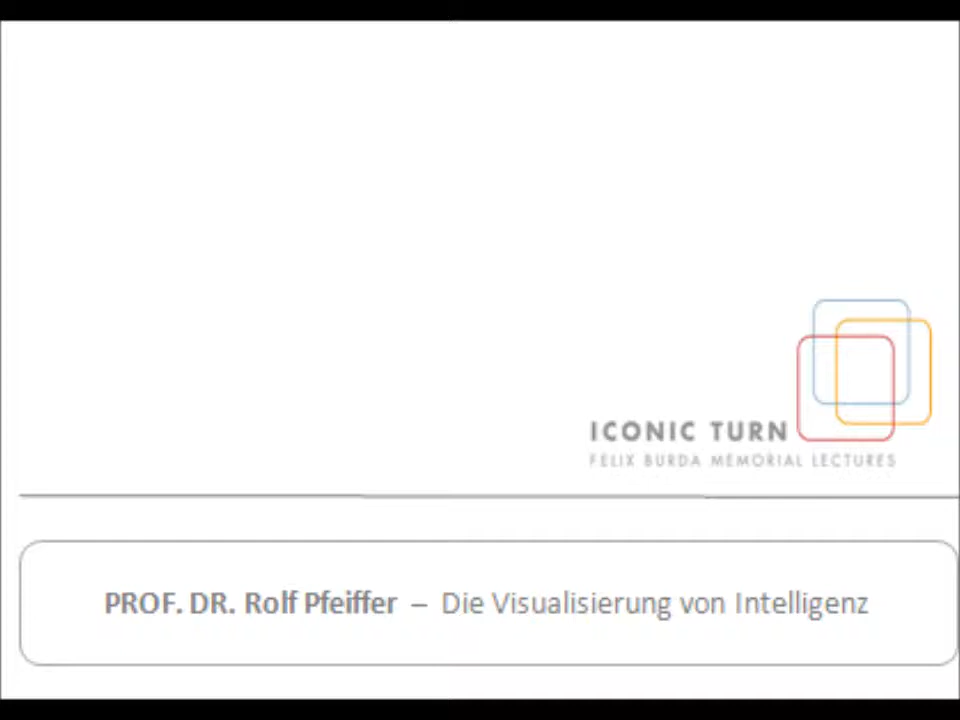 ICONIC TURN
FELIX BURDA MEMORIAL LECTURES
PROF. DR. Rolf Pfeiffer – Die Visualisierung von Intelligenz